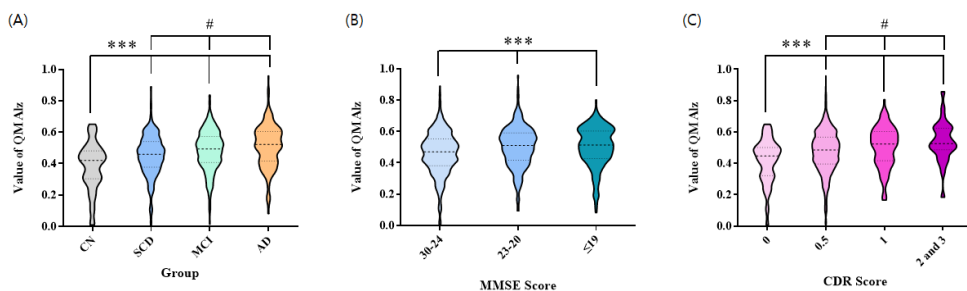 (A)
#
***
Value of QM Alz
1.0
0.8
0.6
0.4
0.2
0.0
CN
SCD
MCI
AD
Group
(B)
***
Value of QM Alz
1.0
0.8
0.6
0.4
0.2
0.0
30-24
23-20
≤19
MMSE Score
(C)
#
***
Value of QM Alz
1.0
0.8
0.6
0.4
0.2
0.0
0
0.5
1
2 and 3
CDR Score